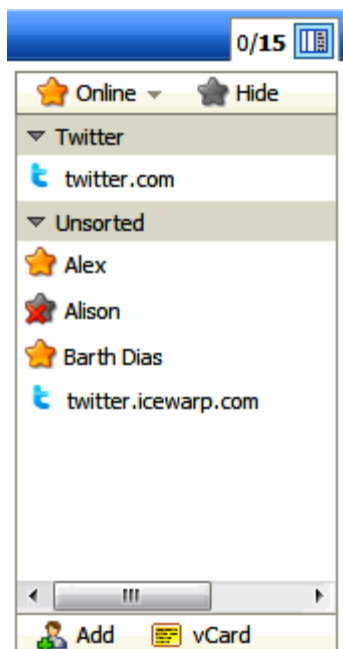 0/15
Online Hide
Twitter
twitter.com
Unsorted
Alex
Alison
Barth Dias
twitter.icewarp.com
Add vCard